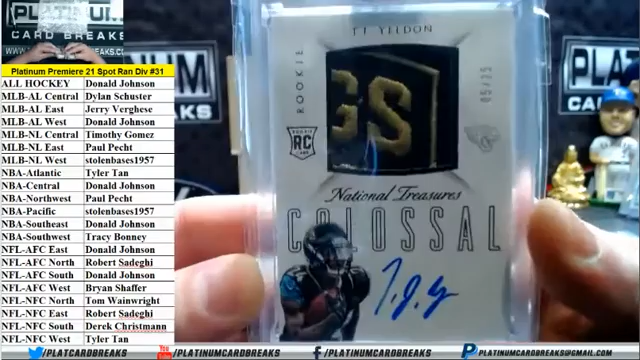 PLATINUM
CARD BREAKS
Platinum Premiere 21 Spot Ran Div #31
ALL HOCKEY Donald Johnson
MLB-AL Central Dylan Schuster
MLB-AL East Jerry Verghese
MLB-AL West Donald Johnson
MLB-NL Central Timothy Gomez
MLB-NL East Paul Pecht
MLB-NL West stolenbases1957
NBA-Atlantic Tyler Tan
NBA-Central Donald Johnson
NBA-Northwest Paul Pecht
NBA-Pacific stolenbases1957
NBA-Southeast Donald Johnson
NBA-Southwest Tracy Bonney
NFL-AFC East Donald Johnson
NFL-AFC North Robert Sadeghi
NFL-AFC South Donald Johnson
NFL-AFC West Bryan Shaffer
NFL-NFC North Tom Wainwright
NFL-NFC East Robert Sadeghi
NFL-NFC South Derek Christmann
NFL-NFC West Tyler Tan
TJ YELDON
ROOKIE
GS
RC
National Treasures
COLOSSAL
T.J.Y
/PLATCARDBREAKS
YouTube /PLATINUMCARDBREAKS
/PLATINUMCARDBREAKS
PLATINUMCARDBREAKS@GMAIL.COM